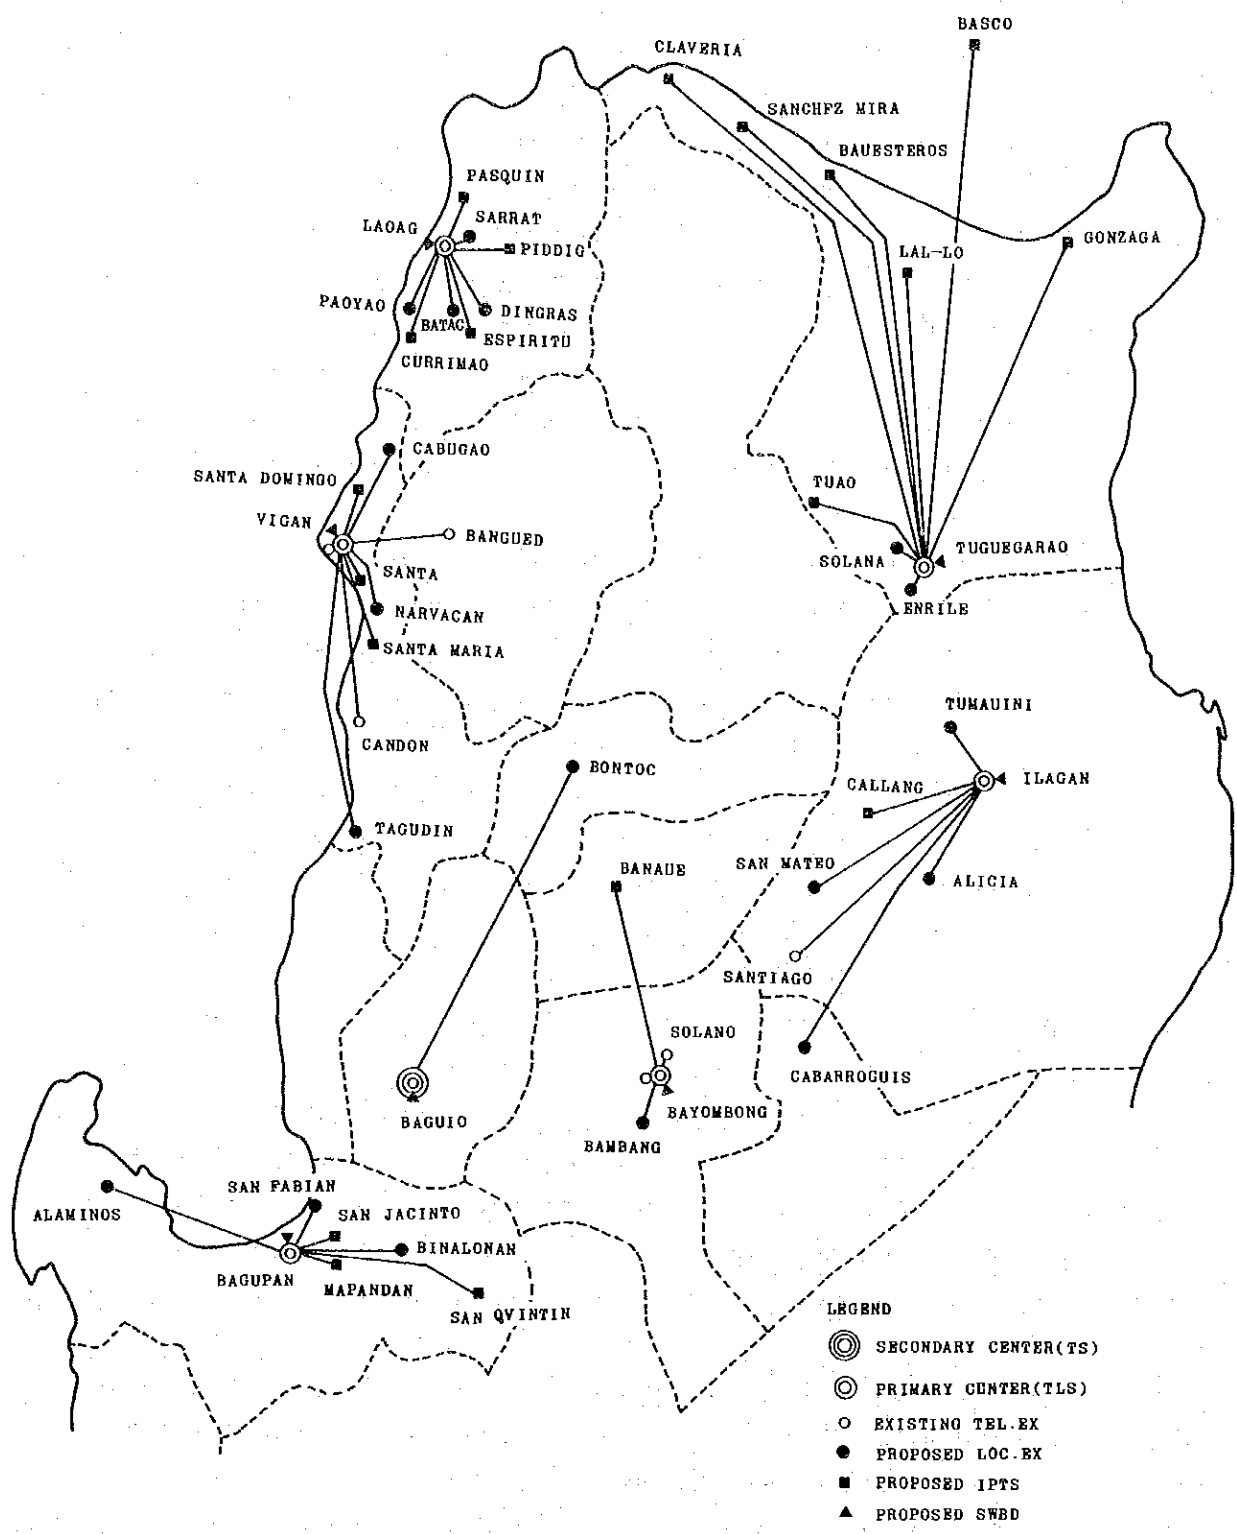 BASCO
CLAVERIA
SANCHFZ MIRA
BAUESTEROS
PASQUIN
SARRAT
LAOAG
PIDDIG
GONZAGA
LAL-LO
PAOYAO
BATAC
DINGRAS
ESPIRITU
CURRIMAO
CABUGAO
SANTA DOMINGO
TUAO
VIGAN
BANGUED
TUGUEGARAO
SOLANA
SANTA
ENRILE
NARVACAN
SANTA MARIA
TUMAUINI
CANDON
BONTOC
ILAGAN
CALLANG
TAGUDIN
SAN MATEO
BANAUE
ALICIA
SANTIAGO
SOLANO
CABARROGUIS
BAYOMBONG
BAGUIO
BAMBANG
SAN FABIAN
ALAMINOS
SAN JACINTO
BINALONAN
BAGUPAN
MAPANDAN
SAN QVINTIN
LEGEND
SECONDARY CENTER(TS)
PRIMARY CENTER(TLS)
EXISTING TEL.EX
PROPOSED LOC.EX
PROPOSED IPTS
PROPOSED SWBD